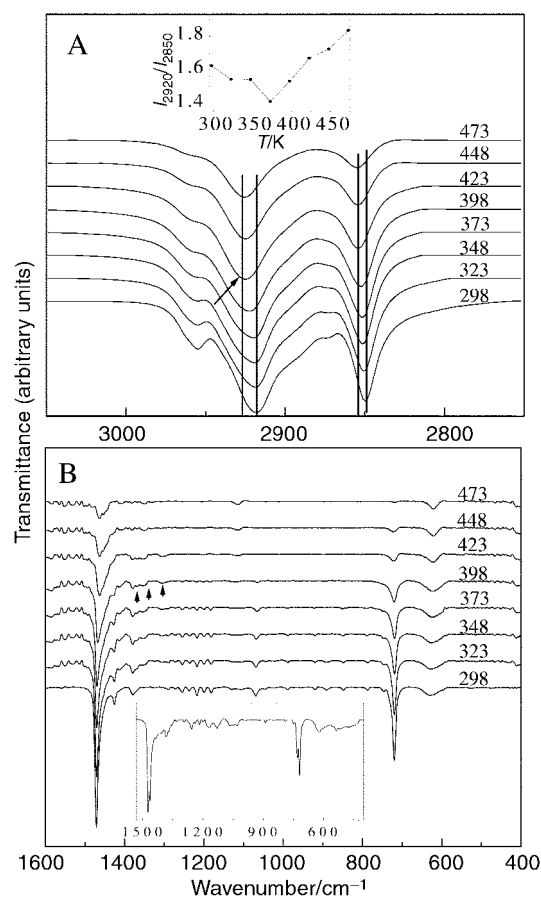 A
I2920/I2850
1.8
1.6
1.4
300 350 400 450
T/K
473
448
423
398
373
348
323
298
3000 2900 2800
Transmittance (arbitrary units)
B
473
448
423
398
373
348
323
298
1500 1200 900 600
1600 1400 1200 1000 800 600 400
Wavenumber/cm⁻¹